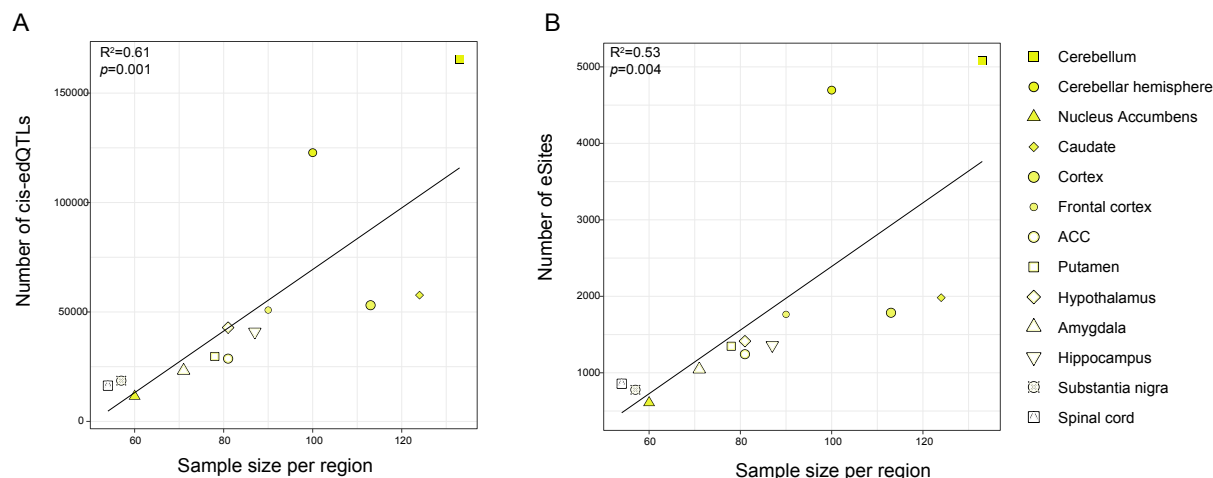 A
R²=0.61
p=0.001
Number of cis-edQTLs
150000
100000
50000
0
60
80
100
120
Sample size per region
B
R²=0.53
p=0.004
Number of eSites
5000
4000
3000
2000
1000
60
80
100
120
Sample size per region
Cerebellum
Cerebellar hemisphere
Nucleus Accumbens
Caudate
Cortex
Frontal cortex
ACC
Putamen
Hypothalamus
Amygdala
Hippocampus
Substantia nigra
Spinal cord